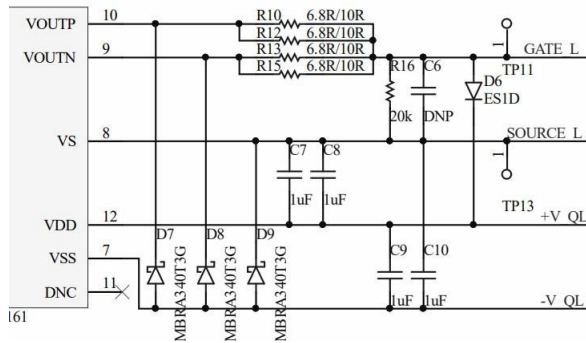 VOUTP 10
R10 6.8R/10R
R12 6.8R/10R
VOUTN 9
R13 6.8R/10R
R15 6.8R/10R
R16 C6
1 GATE_L
TP11
D6
ES1D
20k DNP
VS 8
SOURCE_L
1
C7 C8
1uF 1uF
TP13
VDD 12
+V_QL
D7 D8 D9
C9 C10
VSS 7
DNC 11
1uF 1uF
MBRA340T3G
MBRA340T3G
MBRA340T3G
-V_QL
161